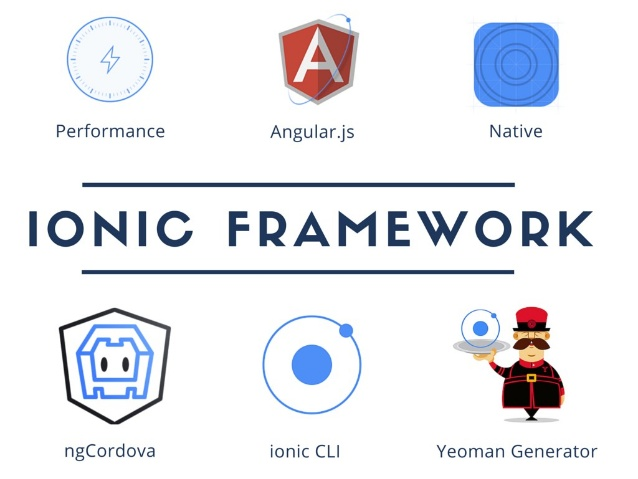 Performance
Angular.js
Native
IONIC FRAMEWORK
ngCordova
ionic CLI
Yeoman Generator